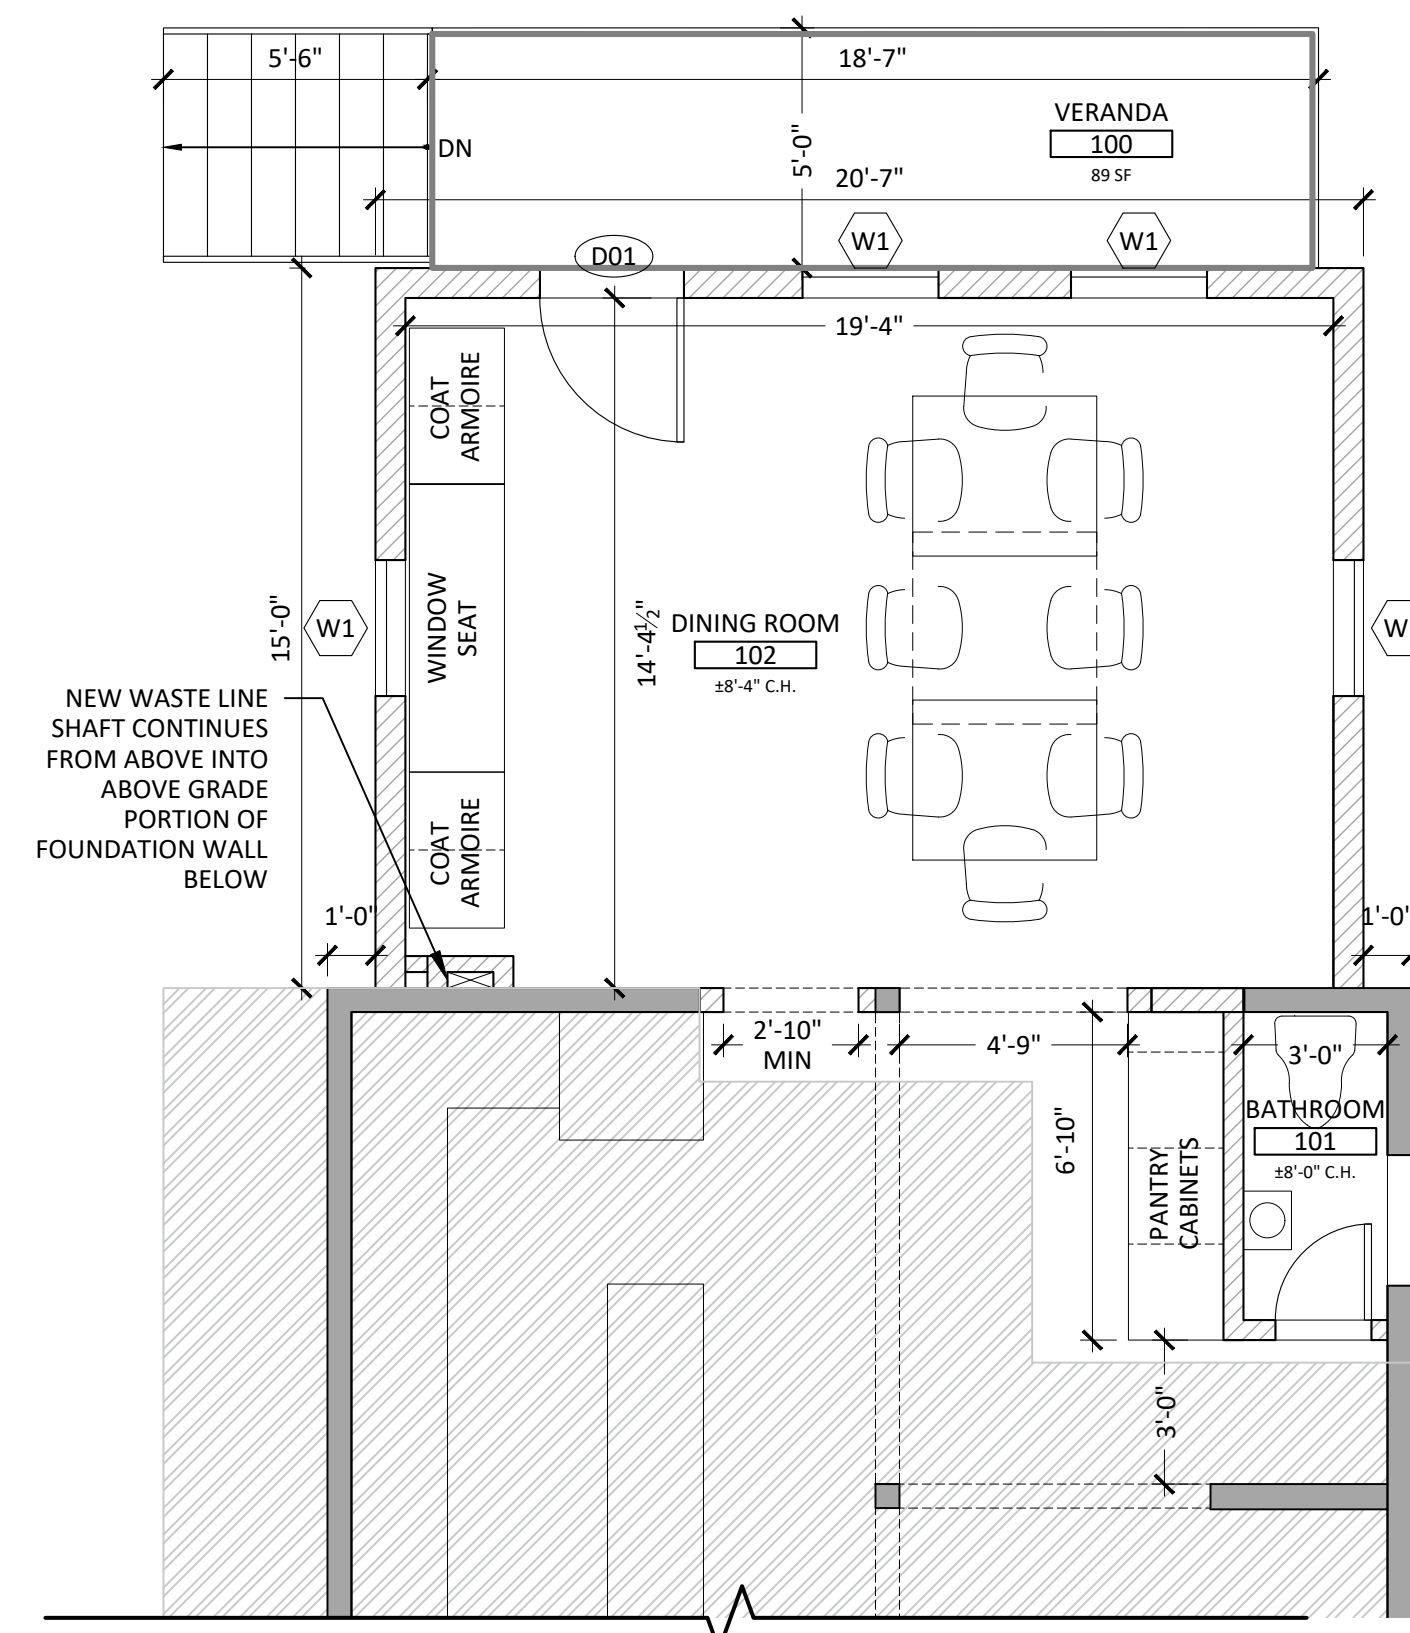 5'-6"
18'-7"
VERANDA
100
89 SF
DN
5'-0"
20'-7"
D01
W1
W1
19'-4"
COAT
ARMOIRE
WINDOW
SEAT
COAT
ARMOIRE
15'-0"
W1
14'-4½"
DINING ROOM
102
±8'-4" C.H.
W
NEW WASTE LINE
SHAFT CONTINUES
FROM ABOVE INTO
ABOVE GRADE
PORTION OF
FOUNDATION WALL
BELOW
1'-0"
1'-0"
2'-10"
MIN
4'-9"
3'-0"
6'-10"
PANTRY
CABINETS
BATHROOM
101
±8'-0" C.H.
3'-0"